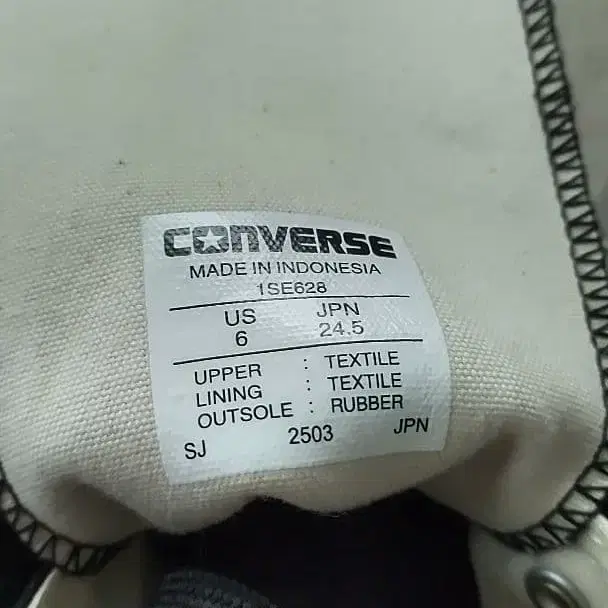 CONVERSE
MADE IN INDONESIA
1SE628
US JPN
6 24.5
UPPER : TEXTILE
LINING : TEXTILE
OUTSOLE : RUBBER
SJ 2503 JPN